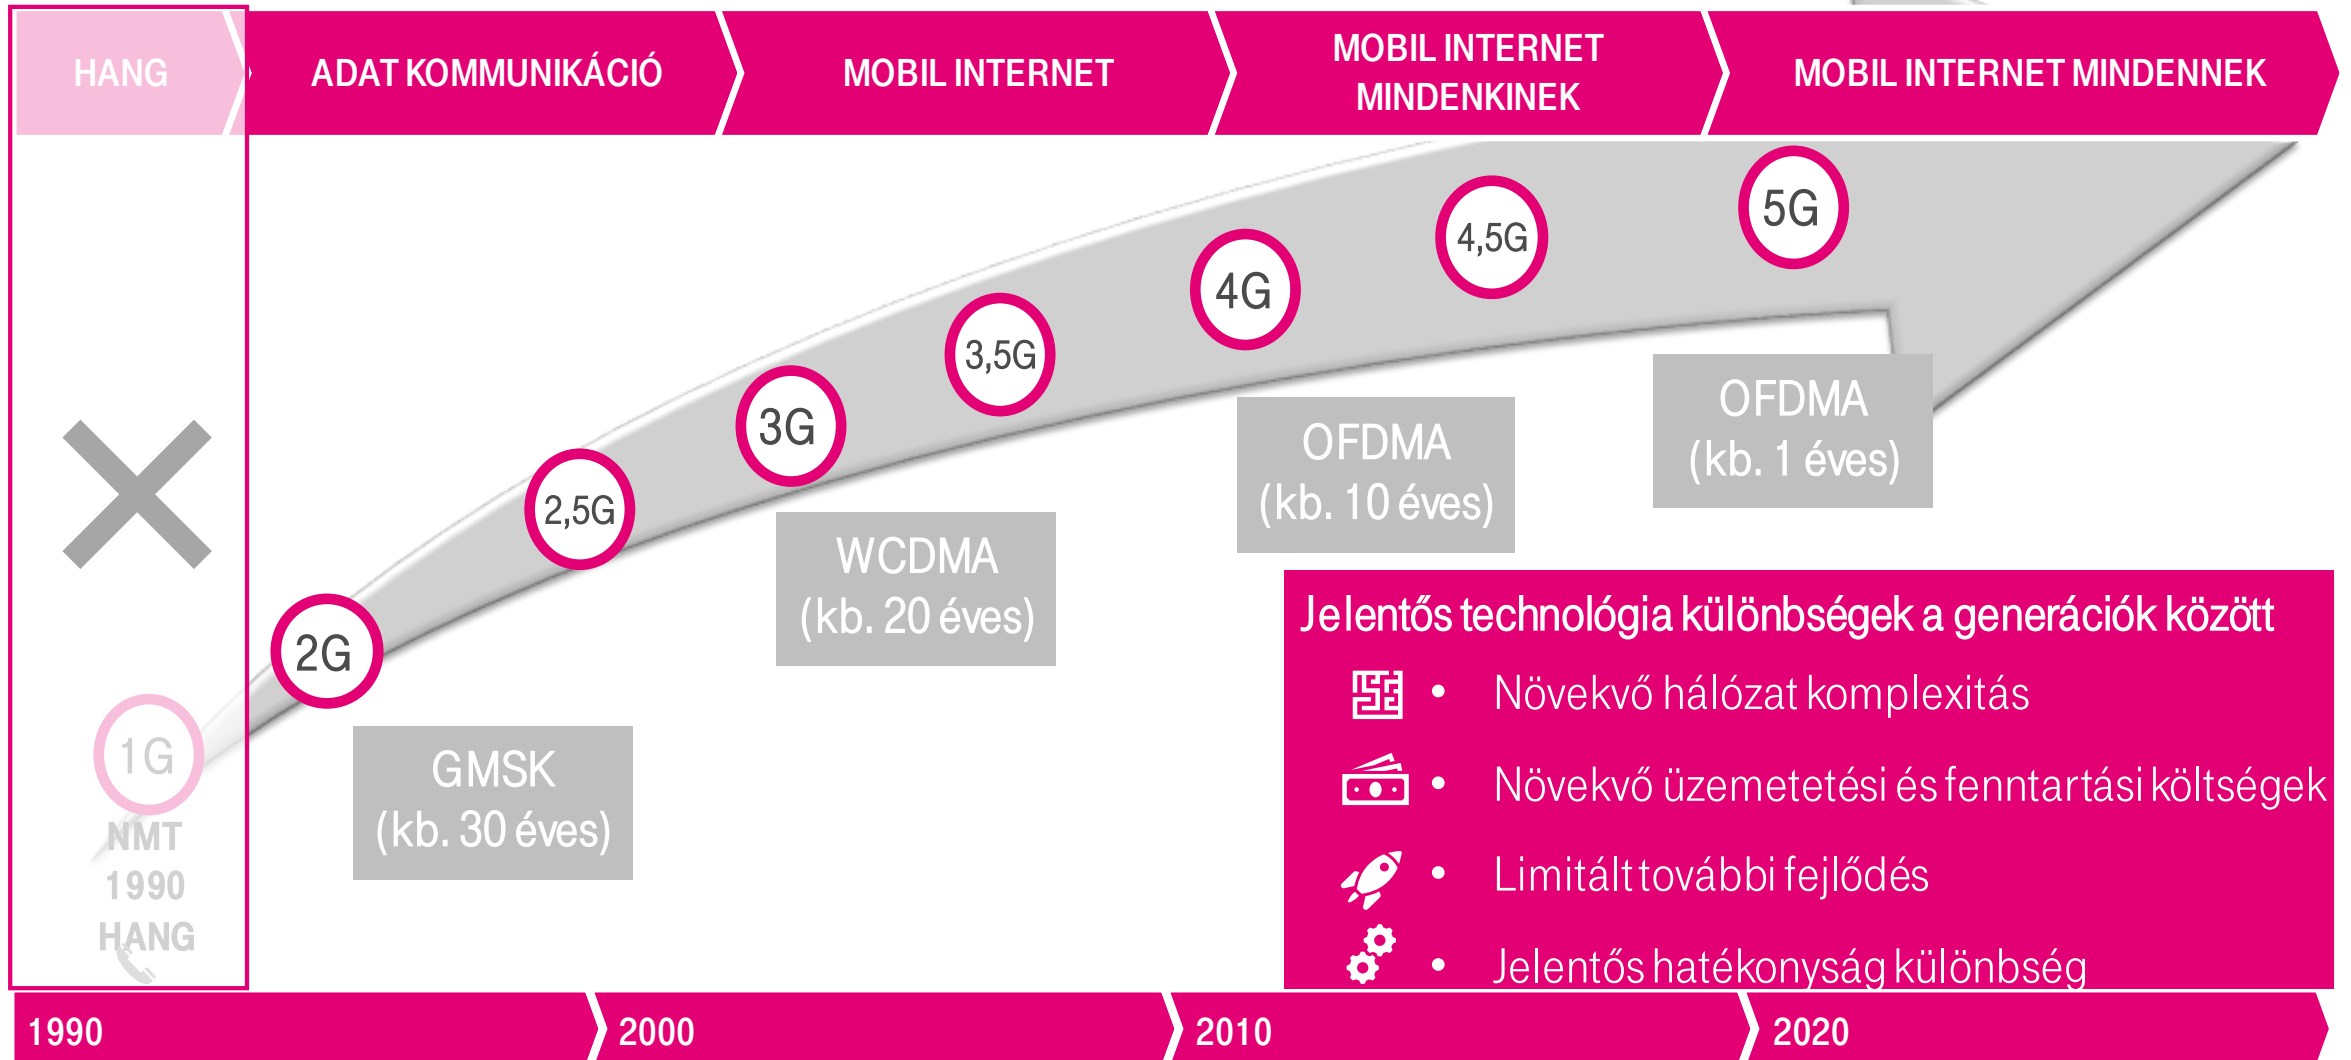 HANG
ADAT KOMMUNIKÁCIÓ
MOBIL INTERNET
MOBIL INTERNET
MINDENKINEK
MOBIL INTERNET MINDENNEK
5G
4,5G
4G
3,5G
3G
2,5G
2G
1G
NMT
1990
HANG
OFDMA
(kb. 1 éves)
OFDMA
(kb. 10 éves)
WCDMA
(kb. 20 éves)
GMSK
(kb. 30 éves)
Jelentős technológia különbségek a generációk között
• Növekvő hálózat komplexitás
• Növekvő üzemetetési és fenntartási költségek
• Limitált további fejlődés
• Jelentős hatékonyság különbség
1990
2000
2010
2020